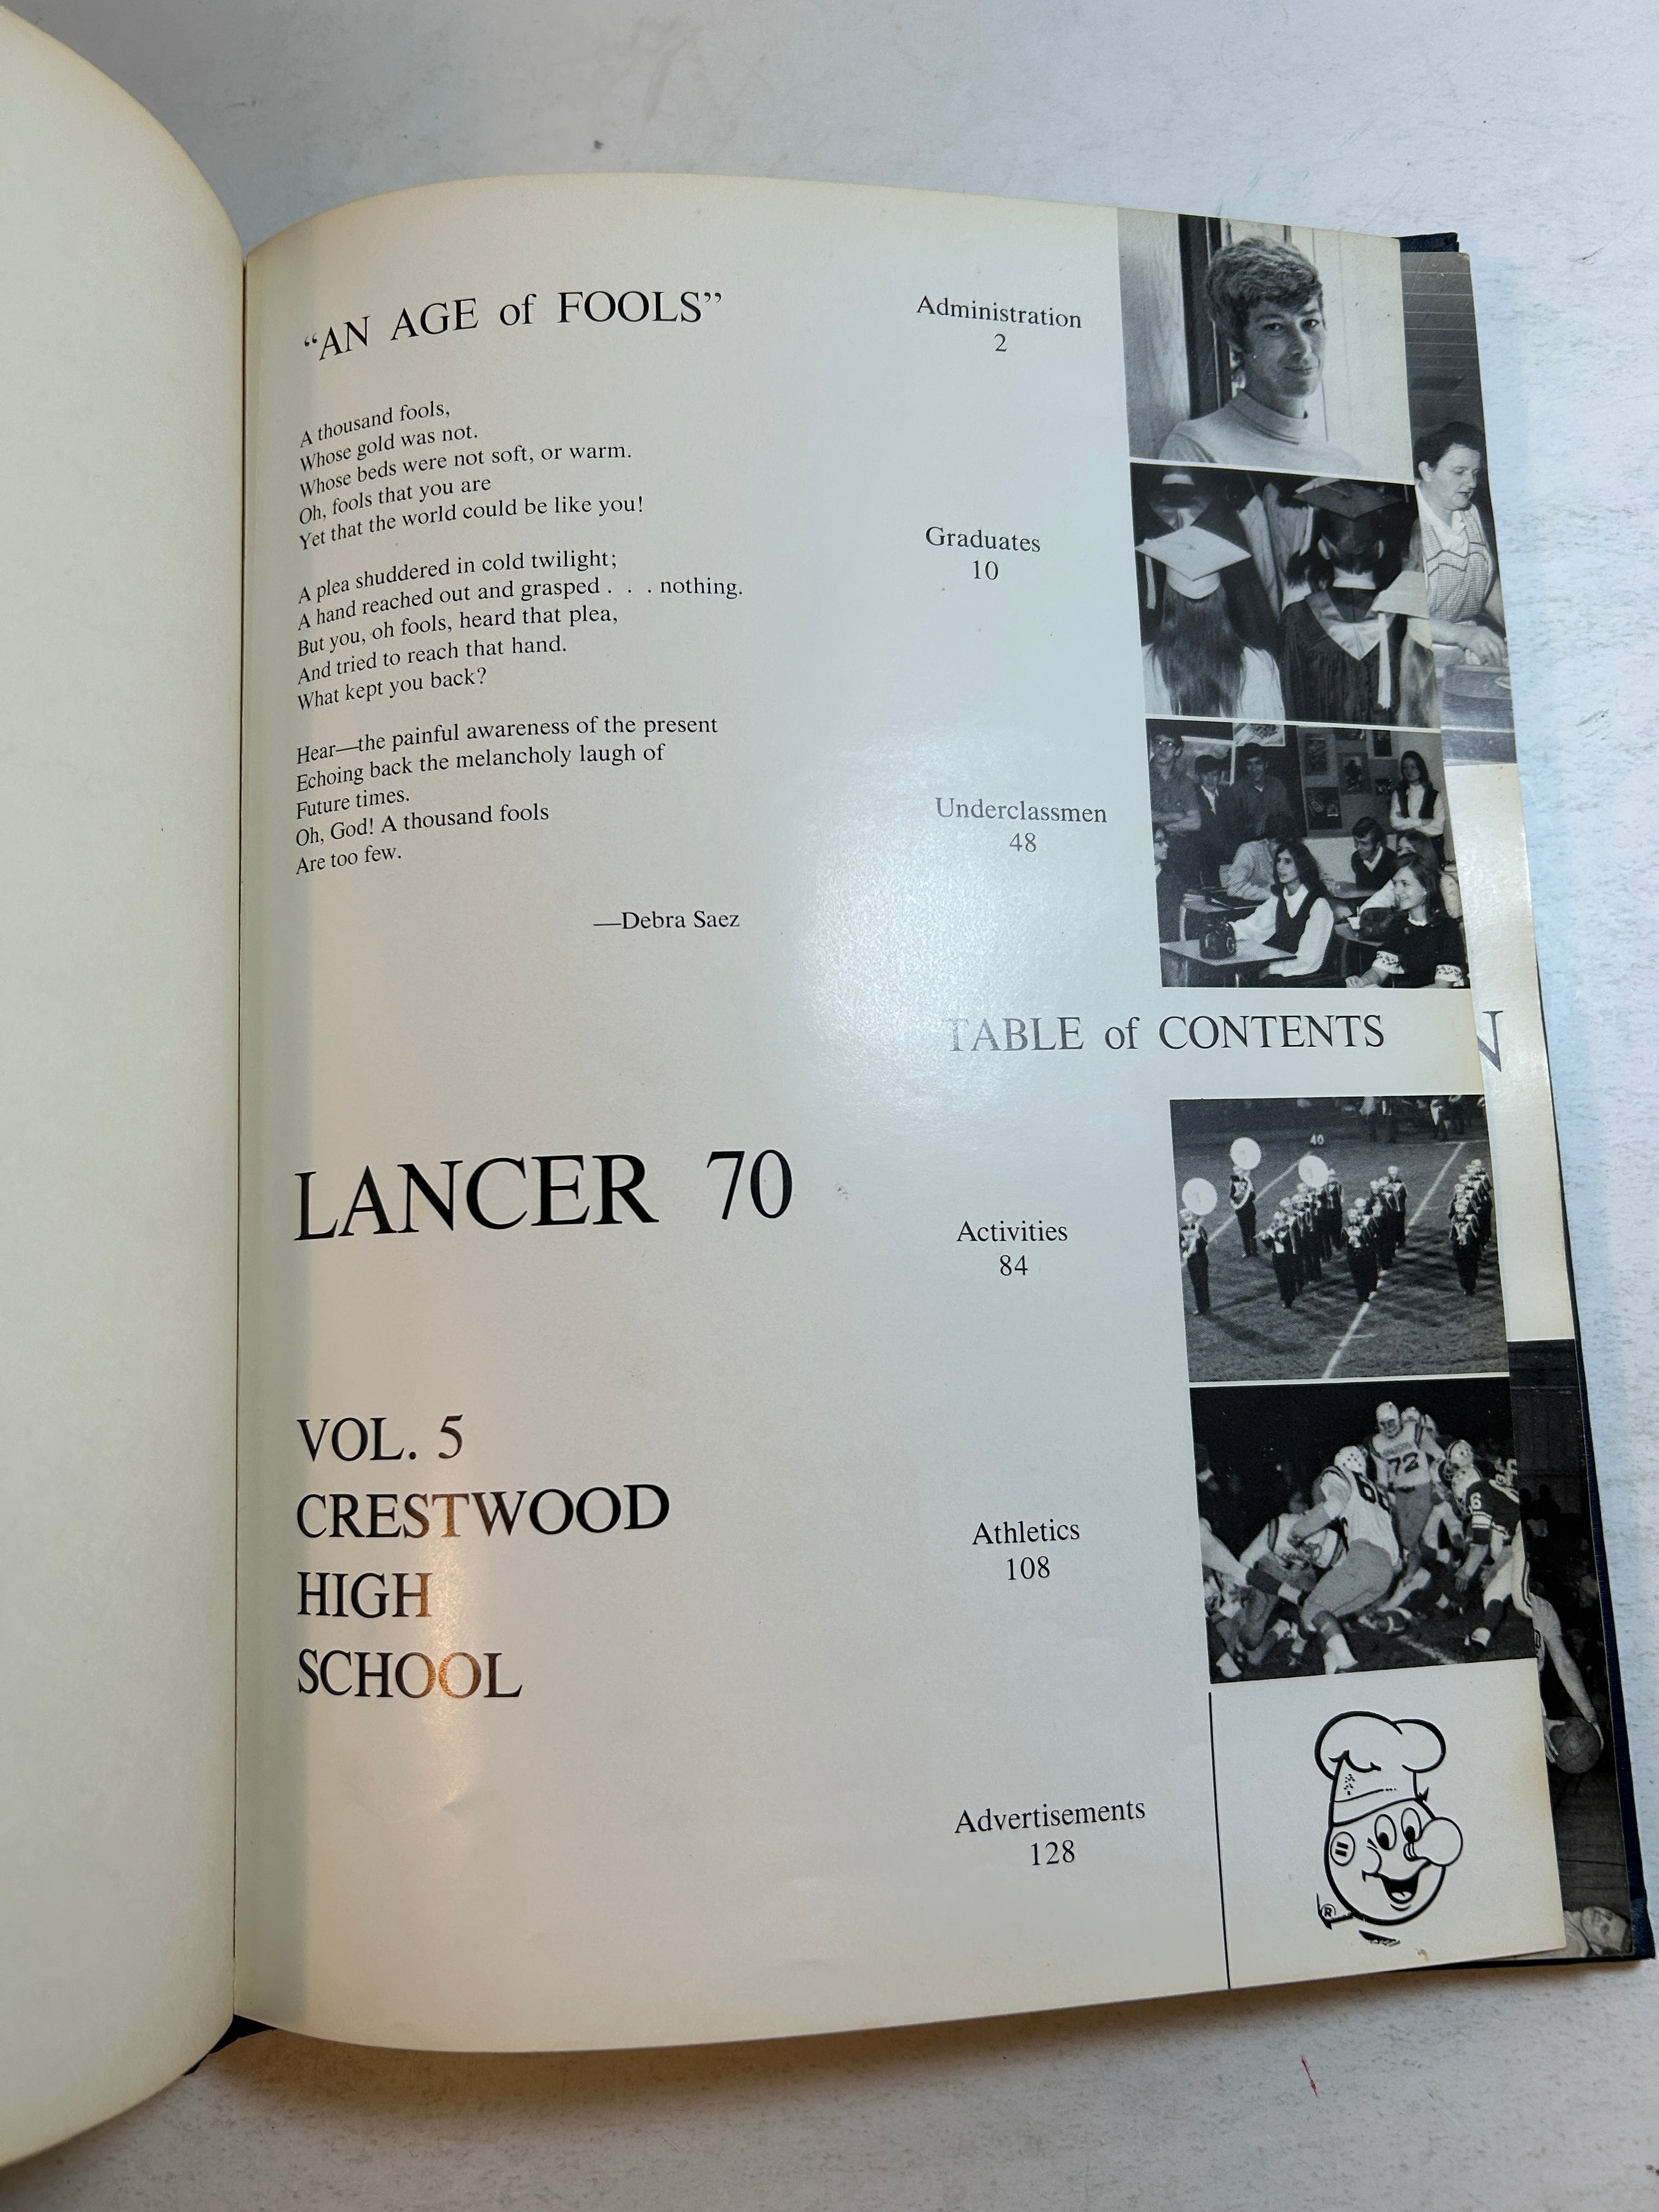 “AN AGE of FOOLS”
A thousand fools,
Whose gold was not.
Whose beds were not soft, or warm.
Oh, fools that you are
Yet that the world could be like you!
A plea shuddered in cold twilight;
A hand reached out and grasped . . . nothing.
But you, oh fools, heard that plea,
And tried to reach that hand.
What kept you back?
Hear—the painful awareness of the present
Echoing back the melancholy laugh of
Future times.
Oh, God! A thousand fools
Are too few.
—Debra Saez
LANCER 70
VOL. 5
CRESTWOOD
HIGH
SCHOOL
Administration
2
Graduates
10
Underclassmen
48
TABLE of CONTENTS
N
Activities
84
40
Athletics
108
72
66
6
Advertisements
128
®